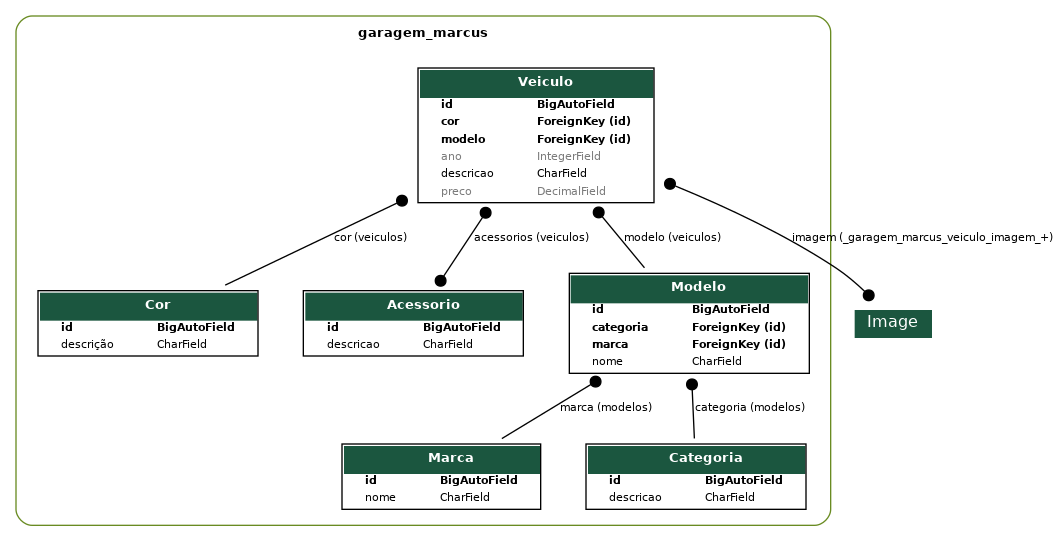 garagem_marcus
Veiculo
id BigAutoField
cor ForeignKey (id)
modelo ForeignKey (id)
ano IntegerField
descricao CharField
preco DecimalField
cor (veiculos)
acessorios (veiculos)
modelo (veiculos)
imagem (_garagem_marcus_veiculo_imagem_+)
Cor
id BigAutoField
descrição CharField
Acessorio
id BigAutoField
descricao CharField
Modelo
id BigAutoField
categoria ForeignKey (id)
marca ForeignKey (id)
nome CharField
Image
marca (modelos)
categoria (modelos)
Marca
id BigAutoField
nome CharField
Categoria
id BigAutoField
descricao CharField